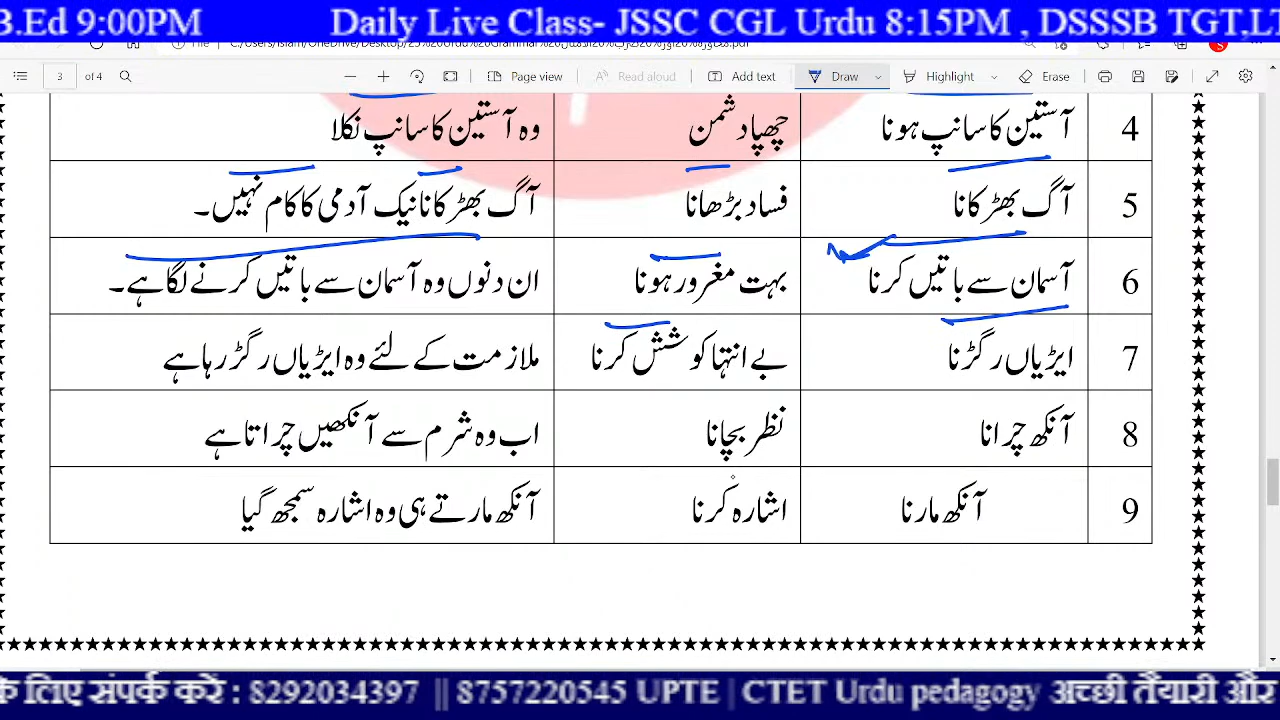 B.Ed 9:00PM Daily Live Class- JSSC CGL Urdu 8:15PM , DSSSB TGT,LT
3 of 4 Page view Read aloud Add text Draw Highlight Erase
4 آستین کا سانپ ہونا چھپا دشمن وہ آستین کا سانپ نکلا
5 آگ بھڑکانا فساد بڑھانا آگ بھڑکانا نیک آدمی کا کام نہیں۔
6 آسمان سے باتیں کرنا بہت مغرور ہونا ان دنوں وہ آسمان سے باتیں کرنے لگا ہے۔
7 ایڑیاں رگڑنا بے انتہا کوشش کرنا ملازمت کے لئے وہ ایڑیاں رگڑ رہا ہے
8 آنکھ چرانا نظر بچانا اب وہ شرم سے آنکھیں چراتا ہے
9 آنکھ مارنا اشارہ کرنا آنکھ مارتے ہی وہ اشارہ سمجھ گیا
के लिए संपर्क करें : 8292034397 || 8757220545 UPTE | CTET Urdu pedagogy अच्छी तैयारी और